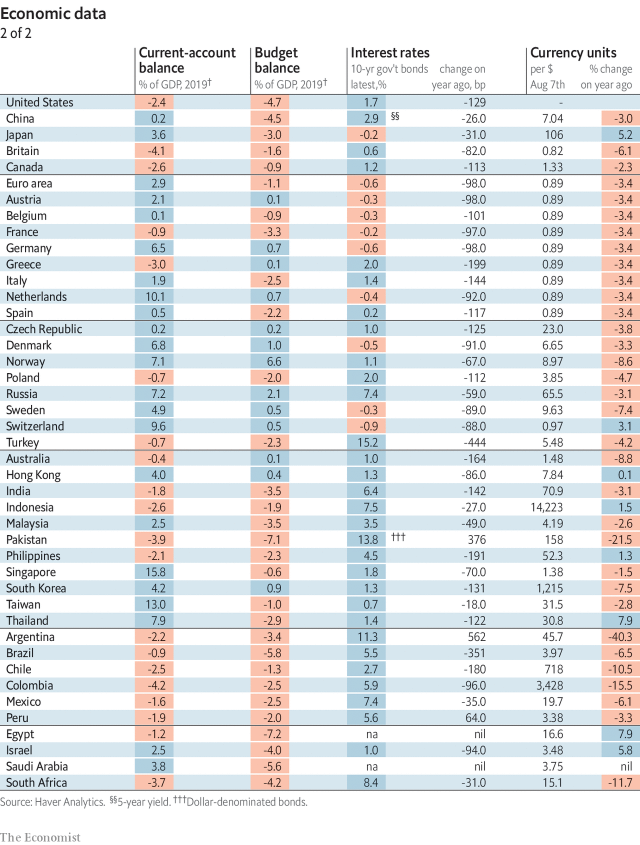 Economic data
2 of 2
Current-account balance Budget balance Interest rates Currency units
% of GDP, 2019† % of GDP, 2019† 10-yr gov't bonds latest,% change on year ago, bp per $ Aug 7th % change on year ago
United States -2.4 -4.7 1.7 -129 -
China 0.2 -4.5 2.9 §§ -26.0 7.04 -3.0
Japan 3.6 -3.0 -0.2 -31.0 106 5.2
Britain -4.1 -1.6 0.6 -82.0 0.82 -6.1
Canada -2.6 -0.9 1.2 -113 1.33 -2.3
Euro area 2.9 -1.1 -0.6 -98.0 0.89 -3.4
Austria 2.1 0.1 -0.3 -98.0 0.89 -3.4
Belgium 0.1 -0.9 -0.3 -101 0.89 -3.4
France -0.9 -3.3 -0.2 -97.0 0.89 -3.4
Germany 6.5 0.7 -0.6 -98.0 0.89 -3.4
Greece -3.0 0.1 2.0 -199 0.89 -3.4
Italy 1.9 -2.5 1.4 -144 0.89 -3.4
Netherlands 10.1 0.7 -0.4 -92.0 0.89 -3.4
Spain 0.5 -2.2 0.2 -117 0.89 -3.4
Czech Republic 0.2 0.2 1.0 -125 23.0 -3.8
Denmark 6.8 1.0 -0.5 -91.0 6.65 -3.3
Norway 7.1 6.6 1.1 -67.0 8.97 -8.6
Poland -0.7 -2.0 2.0 -112 3.85 -4.7
Russia 7.2 2.1 7.4 -59.0 65.5 -3.1
Sweden 4.9 0.5 -0.3 -89.0 9.63 -7.4
Switzerland 9.6 0.5 -0.9 -88.0 0.97 3.1
Turkey -0.7 -2.3 15.2 -444 5.48 -4.2
Australia -0.4 0.1 1.0 -164 1.48 -8.8
Hong Kong 4.0 0.4 1.3 -86.0 7.84 0.1
India -1.8 -3.5 6.4 -142 70.9 -3.1
Indonesia -2.6 -1.9 7.5 -27.0 14,223 1.5
Malaysia 2.5 -3.5 3.5 -49.0 4.19 -2.6
Pakistan -3.9 -7.1 13.8 ††† 376 158 -21.5
Philippines -2.1 -2.3 4.5 -191 52.3 1.3
Singapore 15.8 -0.6 1.8 -70.0 1.38 -1.5
South Korea 4.2 0.9 1.3 -131 1,215 -7.5
Taiwan 13.0 -1.0 0.7 -18.0 31.5 -2.8
Thailand 7.9 -2.9 1.4 -122 30.8 7.9
Argentina -2.2 -3.4 11.3 562 45.7 -40.3
Brazil -0.9 -5.8 5.5 -351 3.97 -6.5
Chile -2.5 -1.3 2.7 -180 718 -10.5
Colombia -4.2 -2.5 5.9 -96.0 3,428 -15.5
Mexico -1.6 -2.5 7.4 -35.0 19.7 -6.1
Peru -1.9 -2.0 5.6 64.0 3.38 -3.3
Egypt -1.2 -7.2 na nil 16.6 7.9
Israel 2.5 -4.0 1.0 -94.0 3.48 5.8
Saudi Arabia 3.8 -5.6 na nil 3.75 nil
South Africa -3.7 -4.2 8.4 -31.0 15.1 -11.7
Source: Haver Analytics. §§5-year yield. †††Dollar-denominated bonds.
The Economist